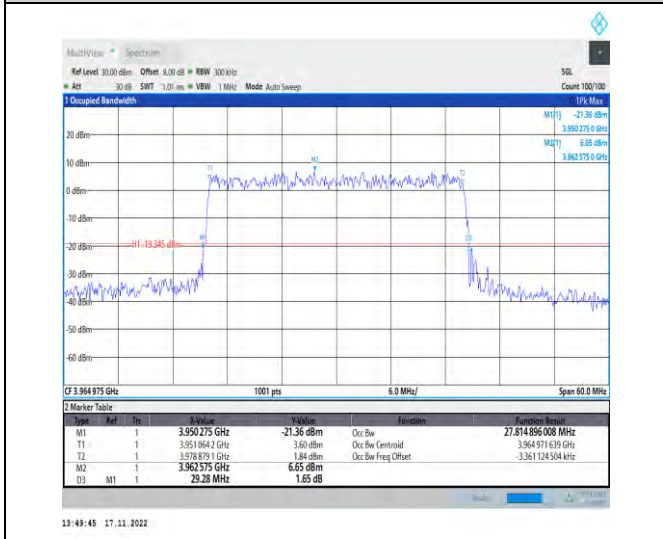 MultiView Spectrum
Ref Level 30.00 dBm Offset 8.09 dB RBW 300 kHz SGL
Att 30 dB SWT 1.01 ms VBW 1 MHz Mode Auto Sweep Count 100/100
1 Occupied Bandwidth 1Pk Max
M1[1] -21.36 dBm
3.950 275 0 GHz
M2[1] 6.65 dBm
3.962 575 0 GHz
20 dBm
M2
10 dBm
T1 T2
0 dBm
-10 dBm
M1
-20 dBm H1 -19.345 dBm
-30 dBm
-40 dBm
-50 dBm
-60 dBm
CF 3.964 975 GHz 1001 pts 6.0 MHz/ Span 60.0 MHz
2 Marker Table
Type Ref Trc X-Value Y-Value Function Function Result
M1 1 3.950 275 GHz -21.36 dBm Occ Bw 27.814 896 008 MHz
T1 1 3.951 064 2 GHz 3.60 dBm Occ Bw Centroid 3.964 971 639 GHz
T2 1 3.978 879 1 GHz 1.84 dBm Occ Bw Freq Offset -3.361 124 504 kHz
M2 1 3.962 575 GHz 6.65 dBm
D3 M1 1 29.28 MHz 1.65 dB
13:49:45 17.11.2022